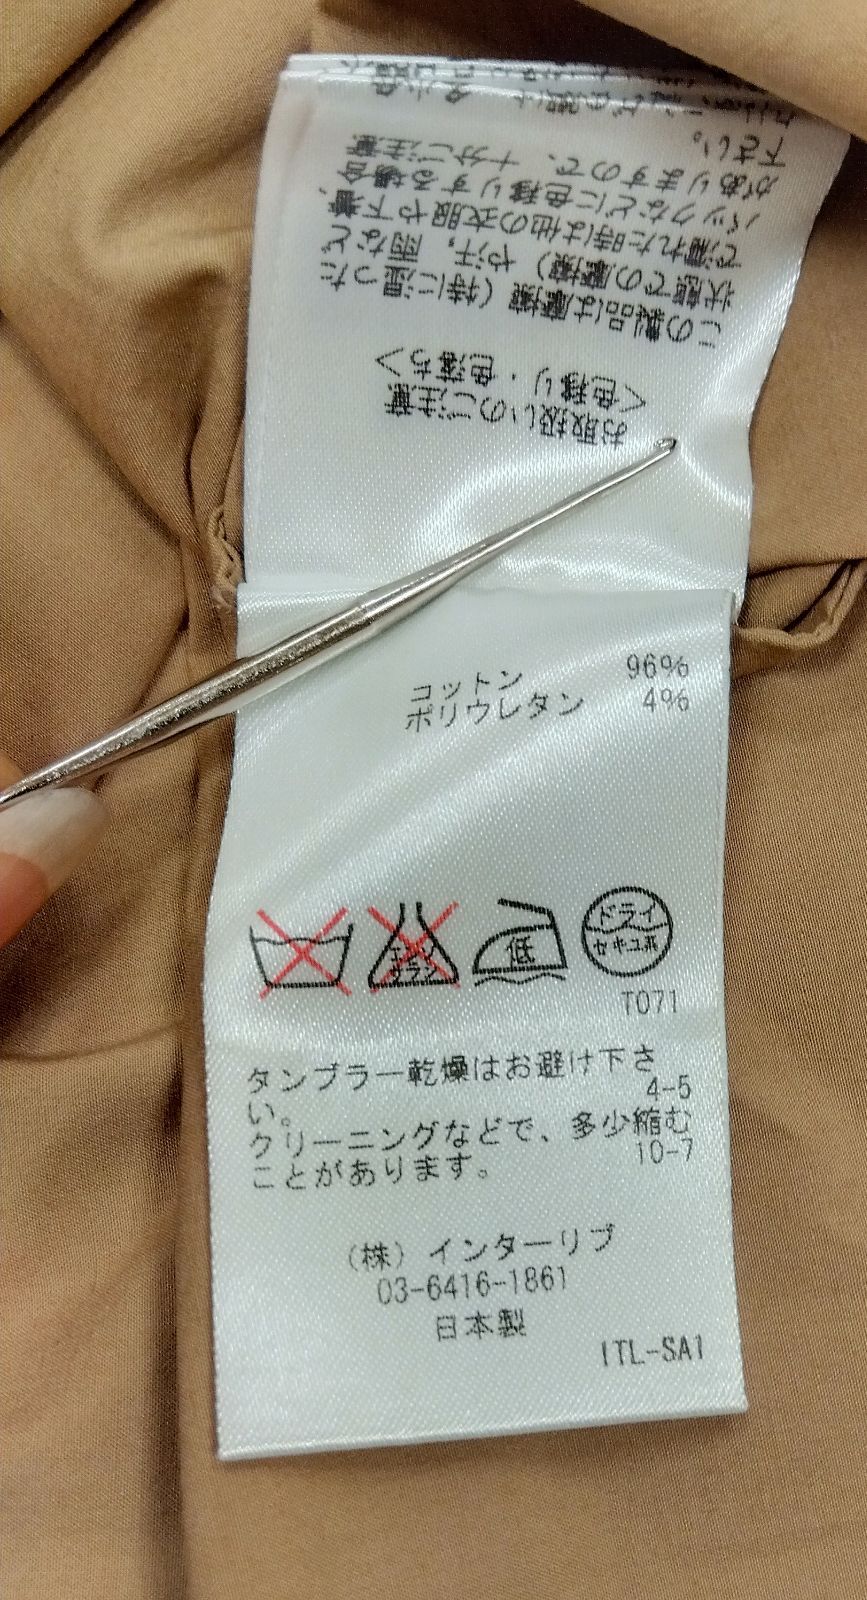 お取扱いのご注意
＜色移り・色落ち＞
この製品は摩擦（特に湿った
状態での摩擦）や汗，雨など
で濡れた時は他の衣服や下着、
バックなどに色移りする場合
がありますので、十分ご注意
下さい。
コットン 96%
ポリウレタン 4%
エンソ
サラシ
低
ドライ
セキユ系
T071
タンブラー乾燥はお避け下さ
い。 4-5
クリーニングなどで、多少縮む
ことがあります。 10-7
(株) インターリブ
03-6416-1861
日本製
ITL-SA1